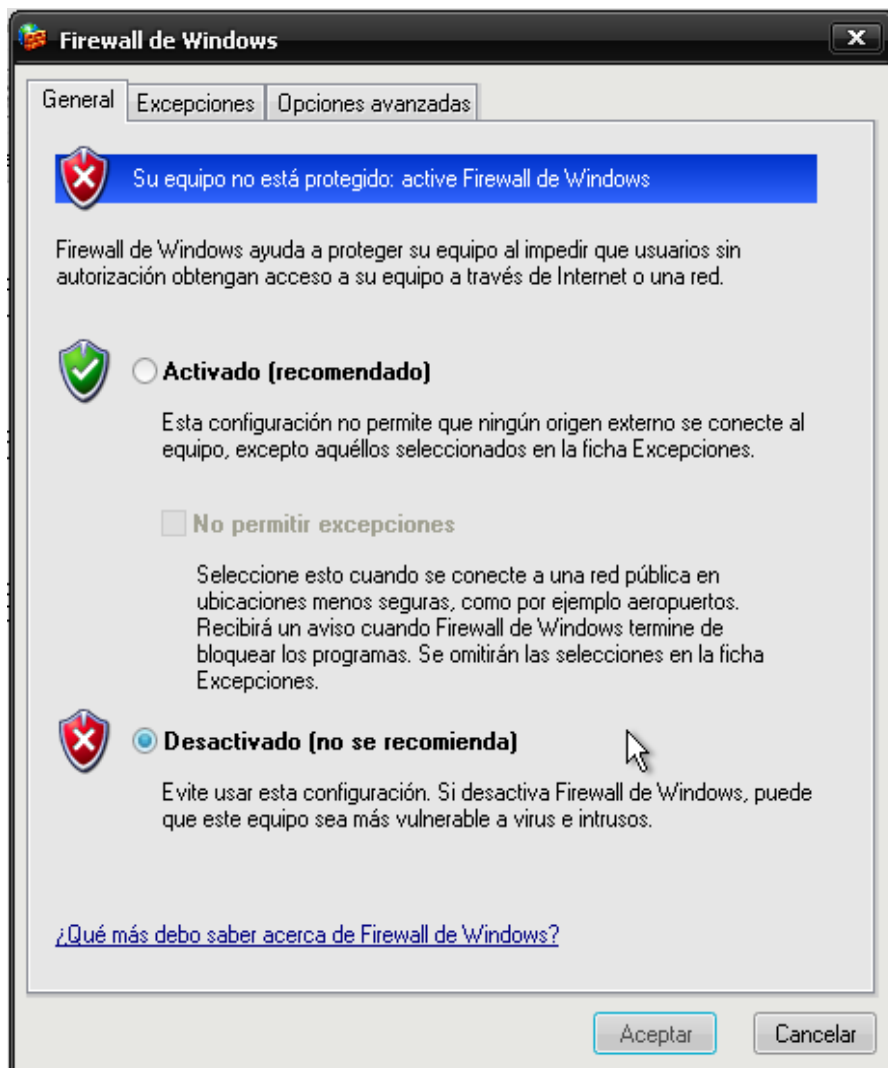 Firewall de Windows
General
Excepciones
Opciones avanzadas
Su equipo no está protegido: active Firewall de Windows
Firewall de Windows ayuda a proteger su equipo al impedir que usuarios sin
autorización obtengan acceso a su equipo a través de Internet o una red.
Activado (recomendado)
Esta configuración no permite que ningún origen externo se conecte al
equipo, excepto aquéllos seleccionados en la ficha Excepciones.
No permitir excepciones
Seleccione esto cuando se conecte a una red pública en
ubicaciones menos seguras, como por ejemplo aeropuertos.
Recibirá un aviso cuando Firewall de Windows termine de
bloquear los programas. Se omitirán las selecciones en la ficha
Excepciones.
Desactivado (no se recomienda)
Evite usar esta configuración. Si desactiva Firewall de Windows, puede
que este equipo sea más vulnerable a virus e intrusos.
¿Qué más debo saber acerca de Firewall de Windows?
Aceptar
Cancelar